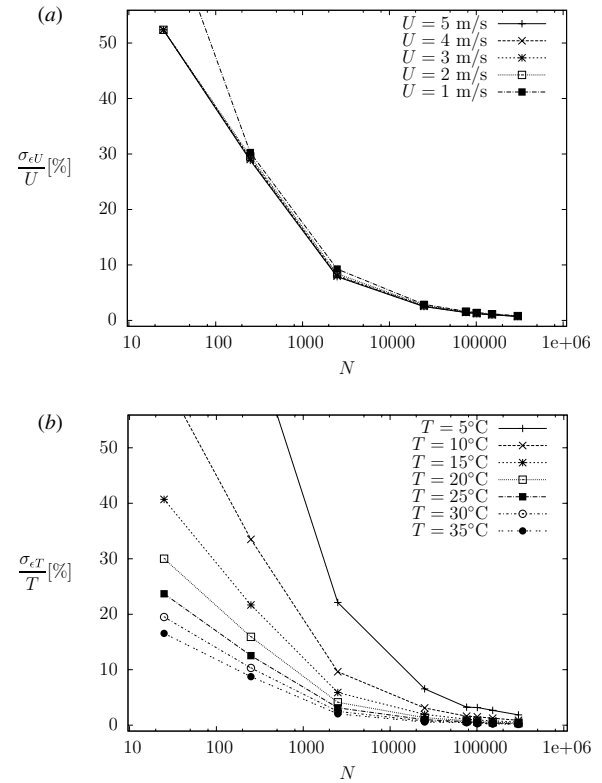 (a)
U = 5 m/s
U = 4 m/s
U = 3 m/s
U = 2 m/s
U = 1 m/s
σϵU/U [%]
50
40
30
20
10
0
10 100 1000 10000 100000 1e+06
N
(b)
T = 5°C
T = 10°C
T = 15°C
T = 20°C
T = 25°C
T = 30°C
T = 35°C
σϵT/T [%]
50
40
30
20
10
0
10 100 1000 10000 100000 1e+06
N